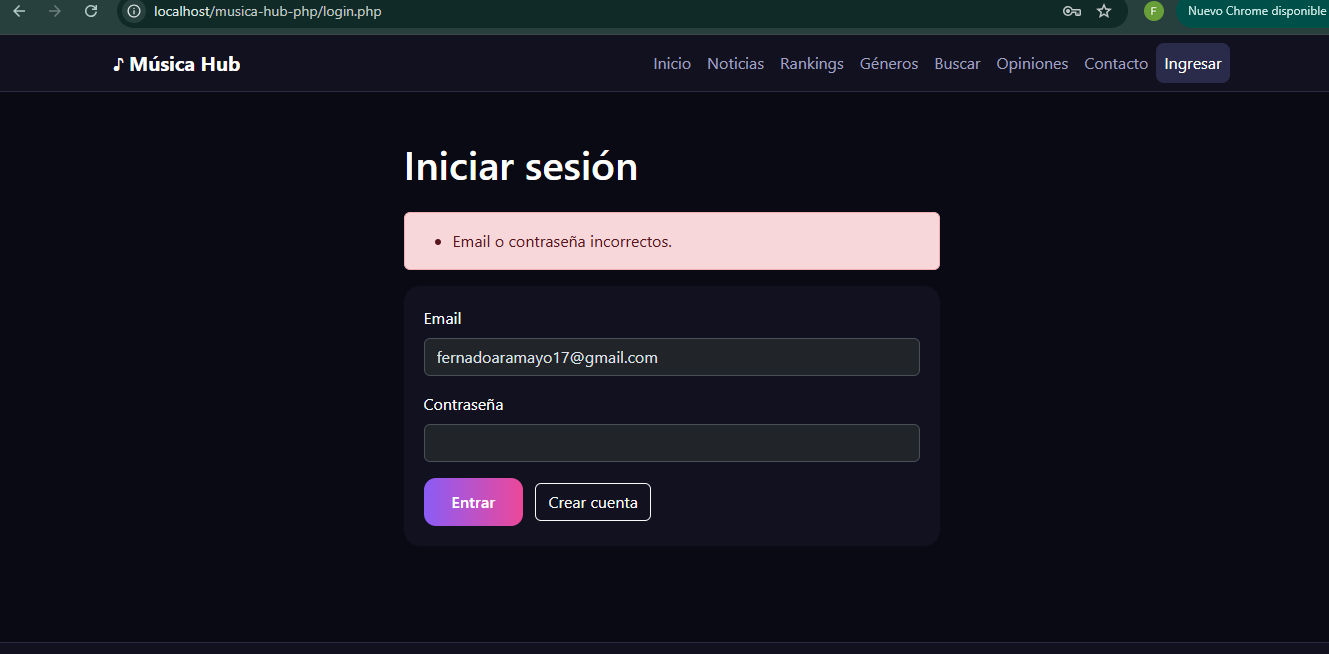 localhost/musica-hub-php/login.php
F
Nuevo Chrome disponible
♪ Música Hub
Inicio Noticias Rankings Géneros Buscar Opiniones Contacto Ingresar
Iniciar sesión
• Email o contraseña incorrectos.
Email
fernadoaramayo17@gmail.com
Contraseña
Entrar Crear cuenta